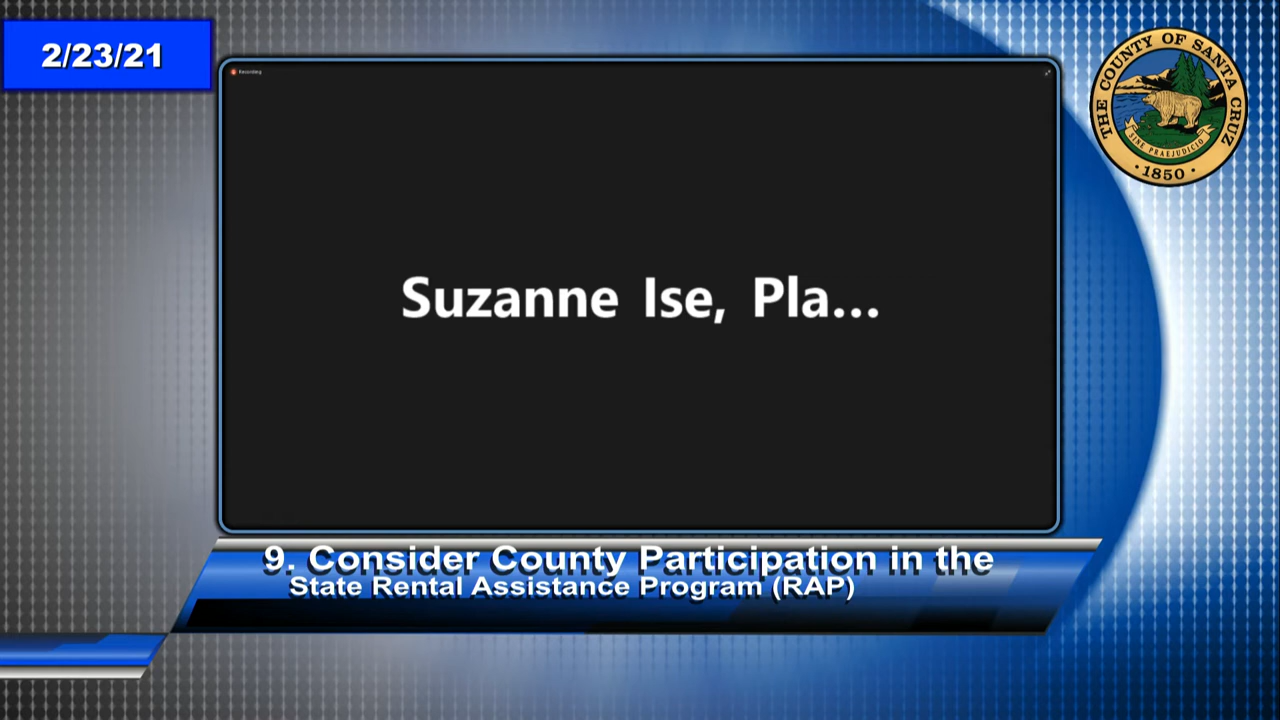 2/23/21
Recording
THE COUNTY OF SANTA CRUZ
SINE PRAEJUDICIO
• 1850 •
Suzanne Ise, Pla...
9. Consider County Participation in the
State Rental Assistance Program (RAP)